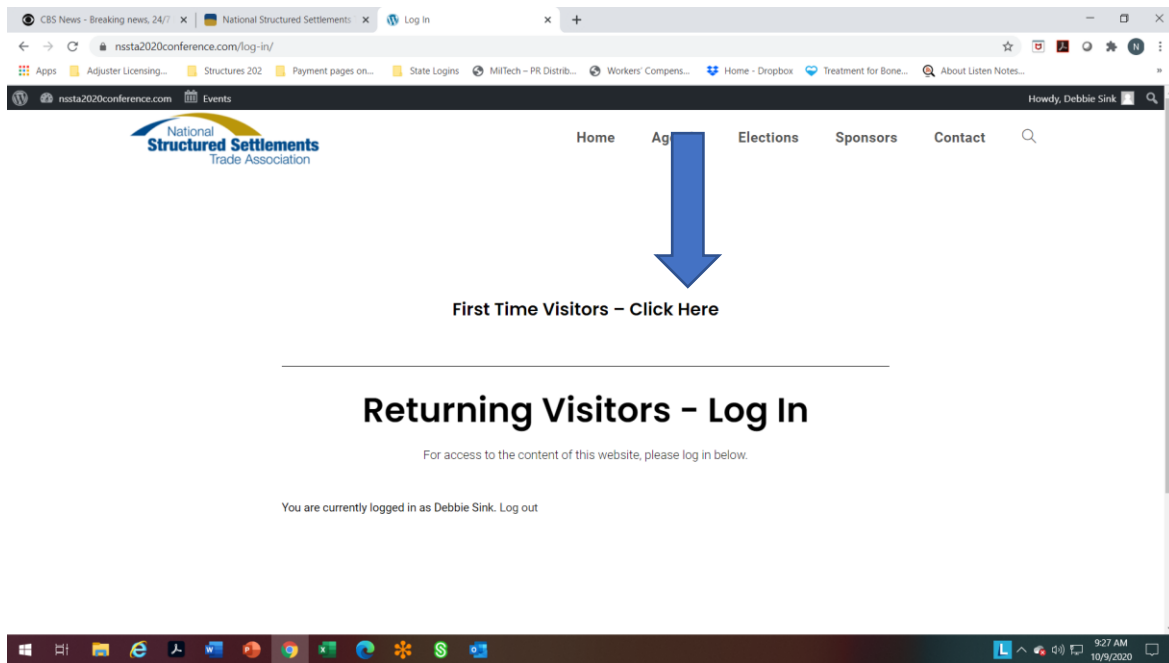 CBS News - Breaking news, 24/7
National Structured Settlements
Log In
nssta2020conference.com/log-in/
N
Apps
Adjuster Licensing...
Structures 202
Payment pages on...
State Logins
MilTech – PR Distrib...
Workers' Compens...
Home - Dropbox
Treatment for Bone...
About Listen Notes...
nssta2020conference.com
Events
Howdy, Debbie Sink
National
Structured Settlements
Trade Association
Home
Elections
Sponsors
Contact
First Time Visitors – Click Here
Returning Visitors - Log In
For access to the content of this website, please log in below.
You are currently logged in as Debbie Sink. Log out
9:27 AM
10/9/2020